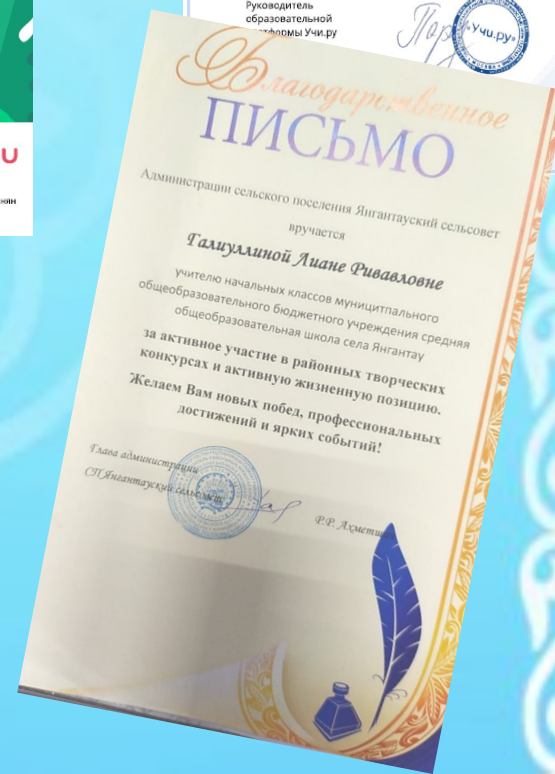 Руководитель
образовательной
платформы Учи.ру
«Учи.ру»
U
нян
Благодарственное
ПИСЬМО
Администрации сельского поселения Янгантауский сельсовет
вручается
Галиуллиной Лиане Ривавловне
учителю начальных классов муниципального
общеобразовательного бюджетного учреждения средняя
общеобразовательная школа села Янгантау
за активное участие в районных творческих
конкурсах и активную жизненную позицию.
Желаем Вам новых побед, профессиональных
достижений и ярких событий!
Глава администрации
СП Янгантауский сельсовет
Р.Р.